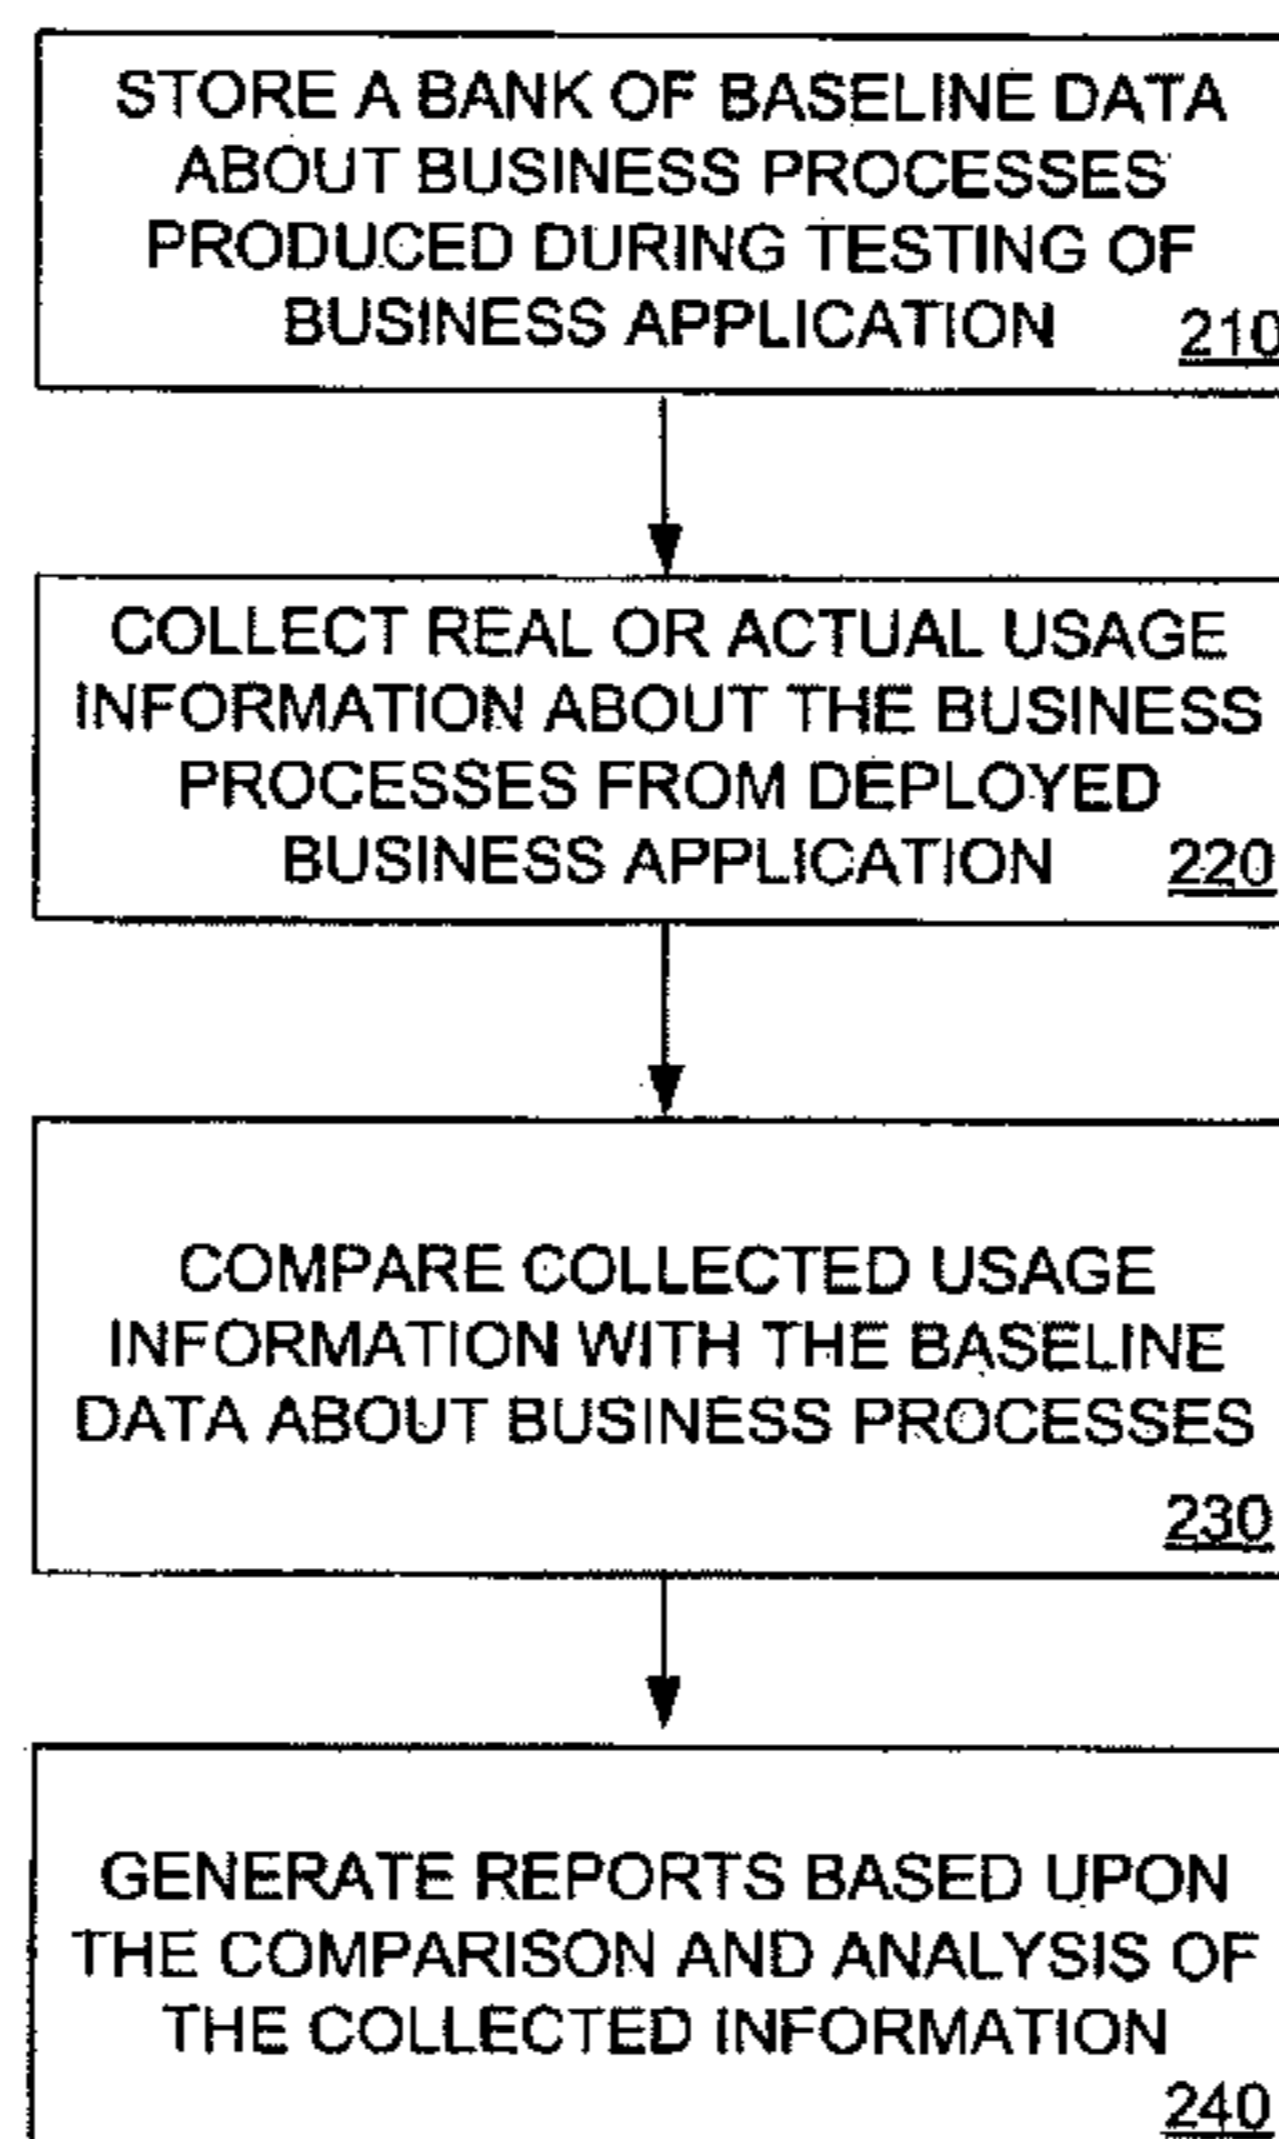 STORE A BANK OF BASELINE DATA
ABOUT BUSINESS PROCESSES
PRODUCED DURING TESTING OF
BUSINESS APPLICATION
210
COLLECT REAL OR ACTUAL USAGE
INFORMATION ABOUT THE BUSINESS
PROCESSES FROM DEPLOYED
BUSINESS APPLICATION
220
COMPARE COLLECTED USAGE
INFORMATION WITH THE BASELINE
DATA ABOUT BUSINESS PROCESSES
230
GENERATE REPORTS BASED UPON
THE COMPARISON AND ANALYSIS OF
THE COLLECTED INFORMATION
240